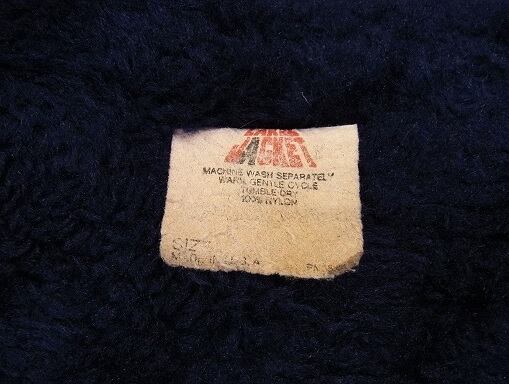 JACKET
MACHINE WASH SEPARATELY
WARM GENTLE CYCLE
TUMBLE DRY
100% NYLON
SIZE
MADE IN U.S.A.